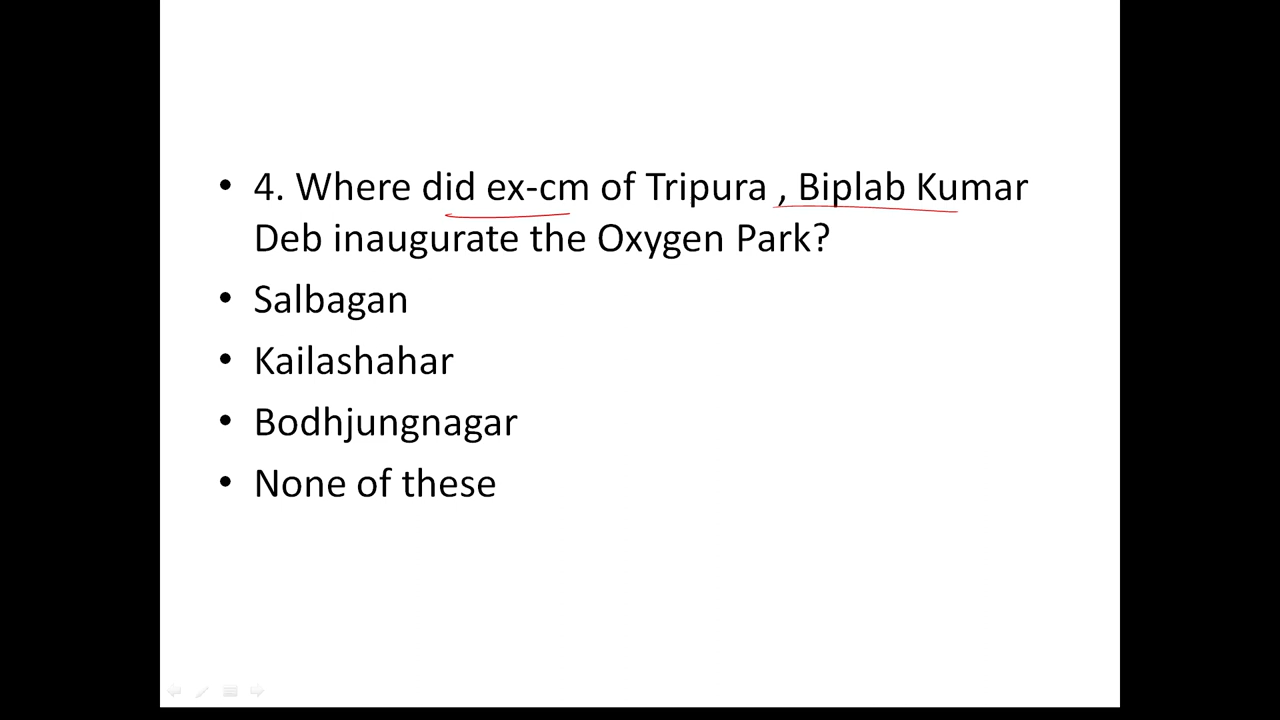 • 4. Where did ex-cm of Tripura , Biplab Kumar
Deb inaugurate the Oxygen Park?
• Salbagan
• Kailashahar
• Bodhjungnagar
• None of these